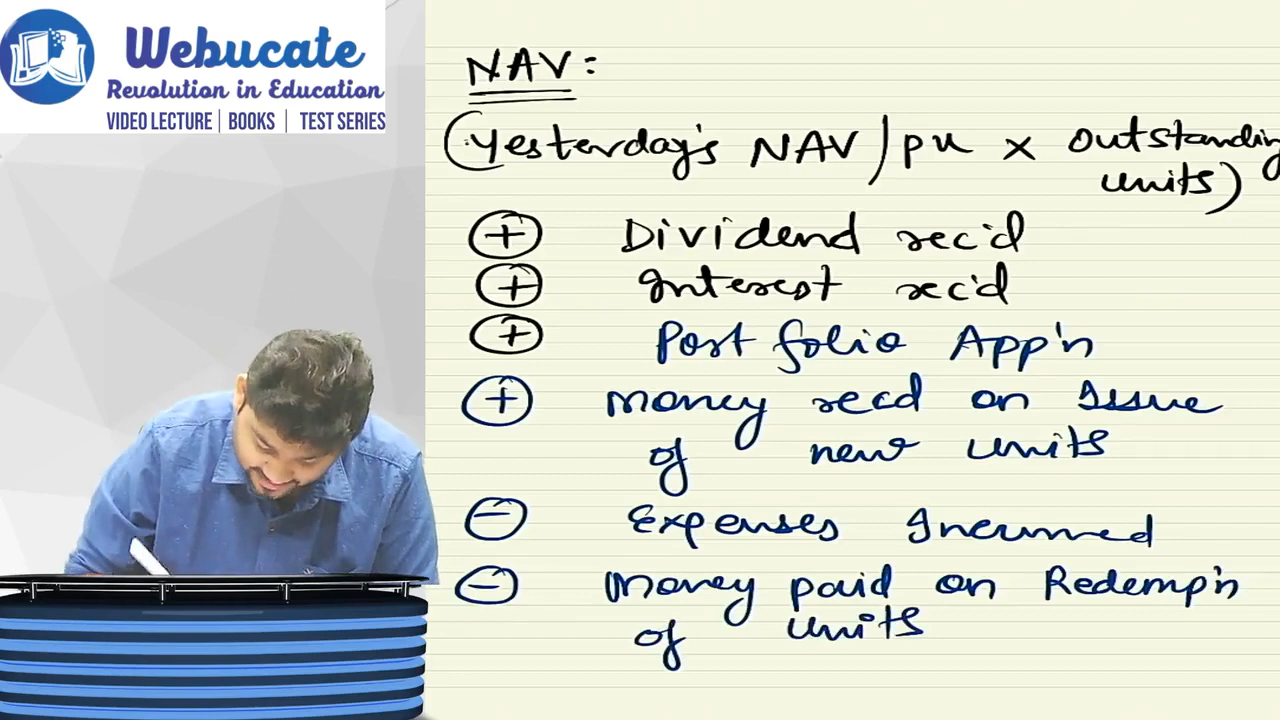 Webucate
Revolution in Education
VIDEO LECTURE | BOOKS | TEST SERIES
NAV:
(Yesterday's NAV/pu × outstanding
units)
+ Dividend rec'd
+ Interest rec'd
+ Portfolio App'n
+ Money recd on Issue
of new units
- Expenses Incurred
- Money paid on Redemp'n
of units